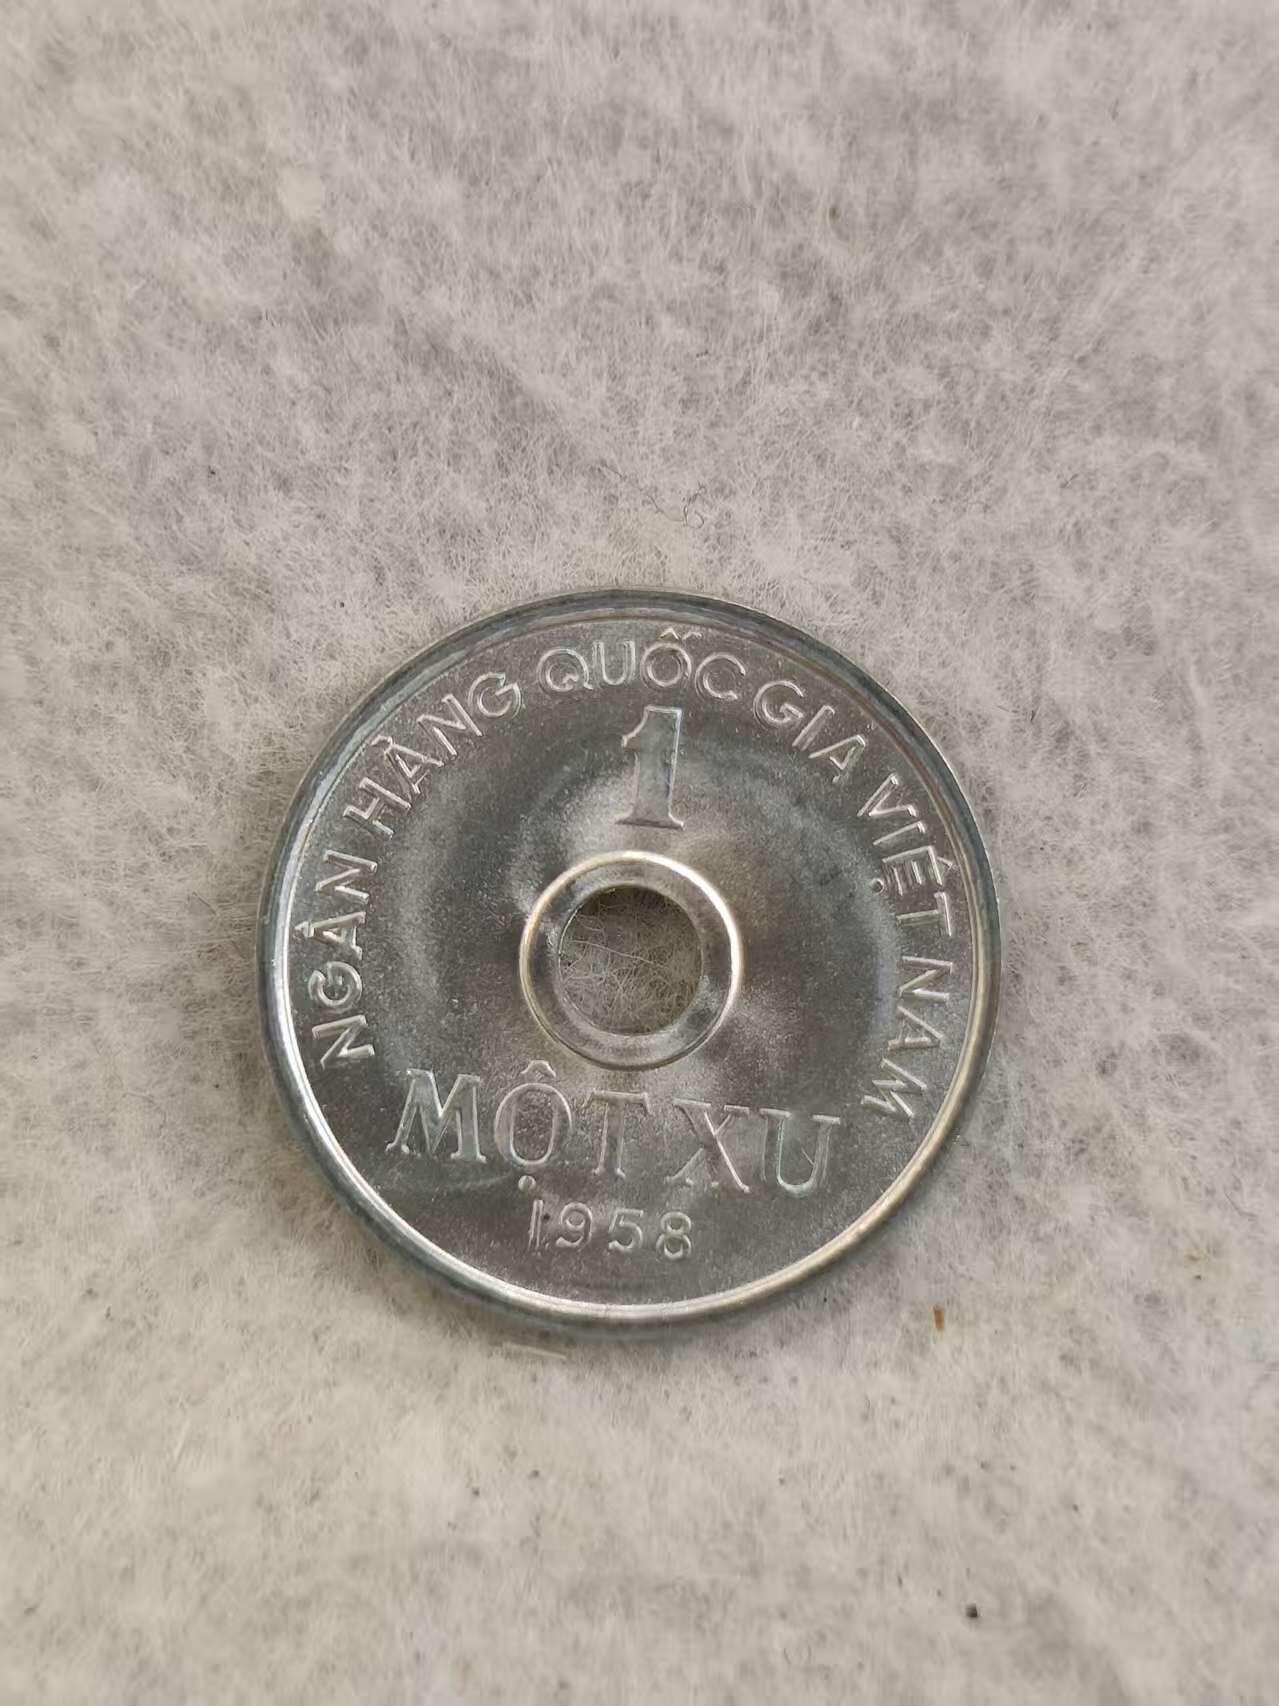 NGÂN HÀNG QUỐC GIA VIỆT NAM
1
MỘT XU
1958